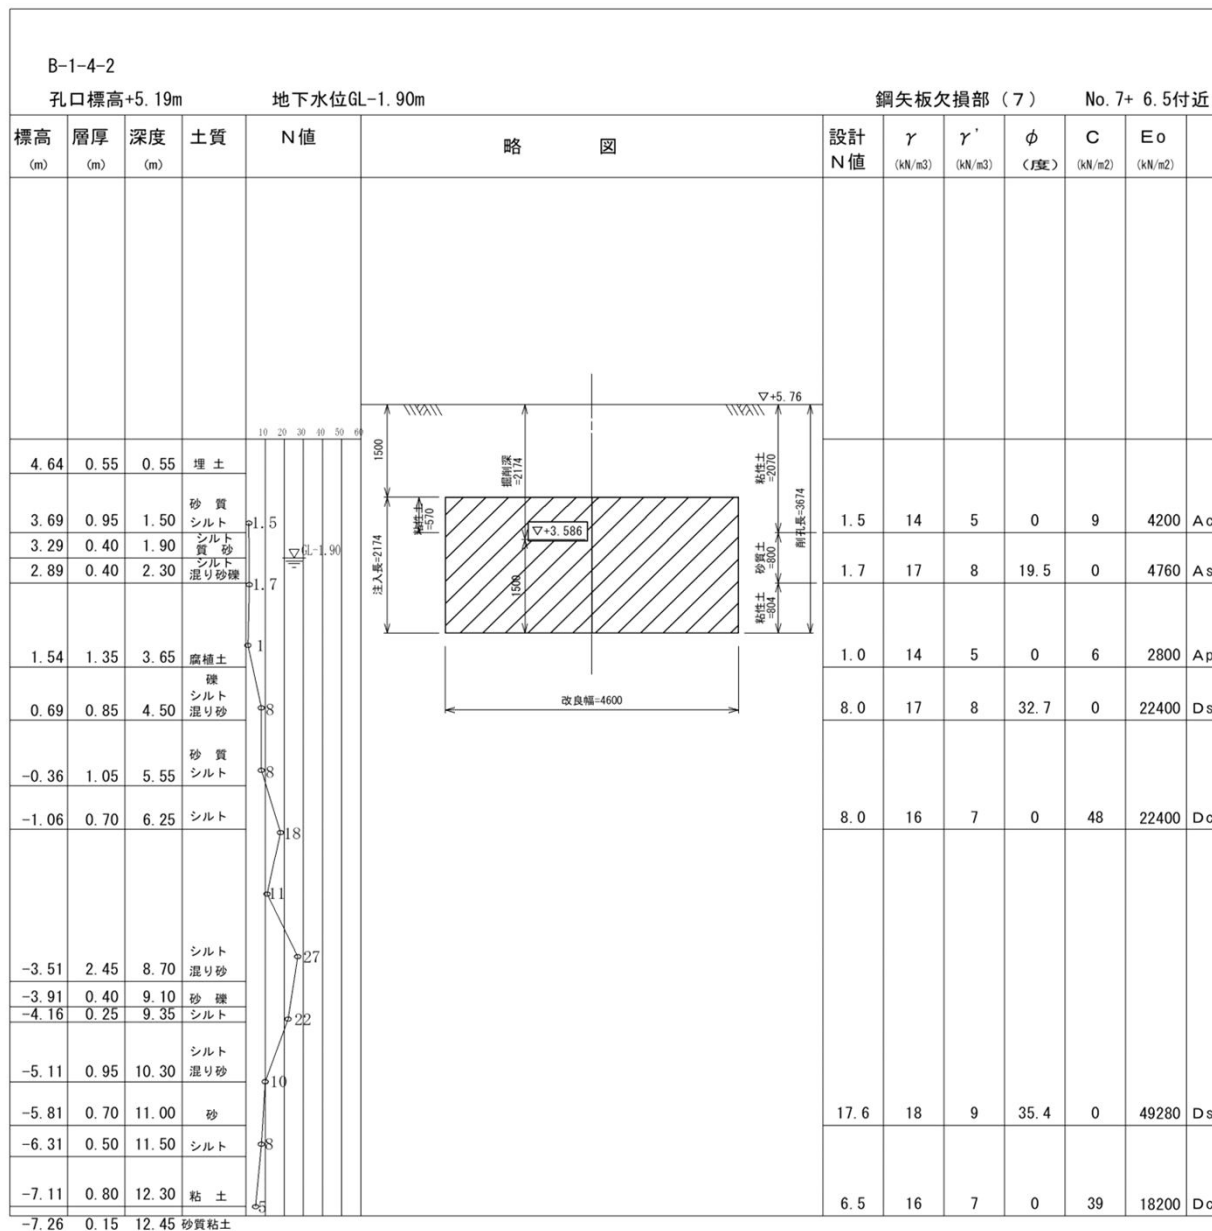 B-1-4-2
孔口標高+5.19m 地下水位GL-1.90m 鋼矢板欠損部（７） No.7+ 6.5付近
標高 層厚 深度 土質 N値 略 図 設計 γ γ' φ C Eo
(m) (m) (m) N値 (kN/m3) (kN/m3) (度) (kN/m2) (kN/m2)
▽+5.76
10 20 30 40 50 60
1500
掘削深=2174
粘性土=2070
削孔長=3674
4.64 0.55 0.55 埋土
砂質
3.69 0.95 1.50 シルト 1.5 粘性土=570 ▽+3.586 1.5 14 5 0 9 4200 Ac
シルト
3.29 0.40 1.90 質砂
▽GL-1.90
シルト
2.89 0.40 2.30 混り砂礫 1.7 17 8 19.5 0 4760 As
注入長=2174
1500
砂質土=800
粘性土=804
1.7
1
1.54 1.35 3.65 腐植土 1.0 14 5 0 6 2800 Ap
礫
シルト
0.69 0.85 4.50 混り砂 8 改良幅=4600 8.0 17 8 32.7 0 22400 Ds
砂質
-0.36 1.05 5.55 シルト 8
-1.06 0.70 6.25 シルト 18 8.0 16 7 0 48 22400 Dc
11
シルト 27
-3.51 2.45 8.70 混り砂
-3.91 0.40 9.10 砂礫
-4.16 0.25 9.35 シルト 22
シルト
-5.11 0.95 10.30 混り砂 10
-5.81 0.70 11.00 砂 17.6 18 9 35.4 0 49280 Ds
-6.31 0.50 11.50 シルト 8
-7.11 0.80 12.30 粘土 5 6.5 16 7 0 39 18200 Dc
-7.26 0.15 12.45 砂質粘土